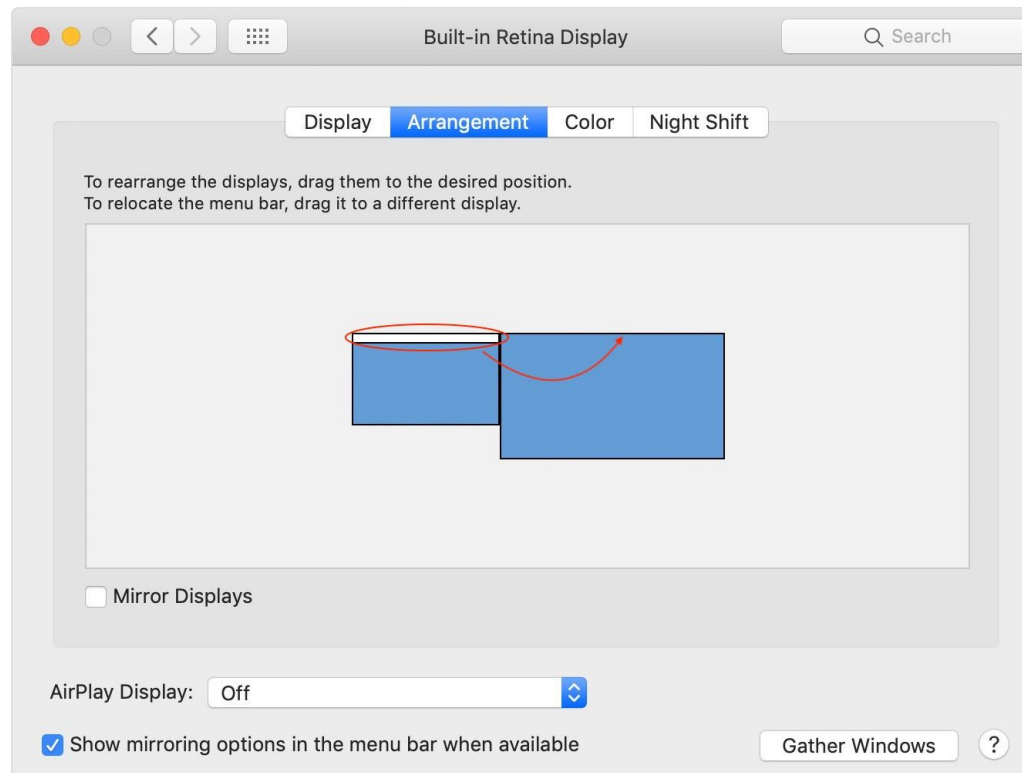 Built-in Retina Display
Search
Display Arrangement Color Night Shift
To rearrange the displays, drag them to the desired position.
To relocate the menu bar, drag it to a different display.
Mirror Displays
AirPlay Display: Off
Show mirroring options in the menu bar when available
Gather Windows ?